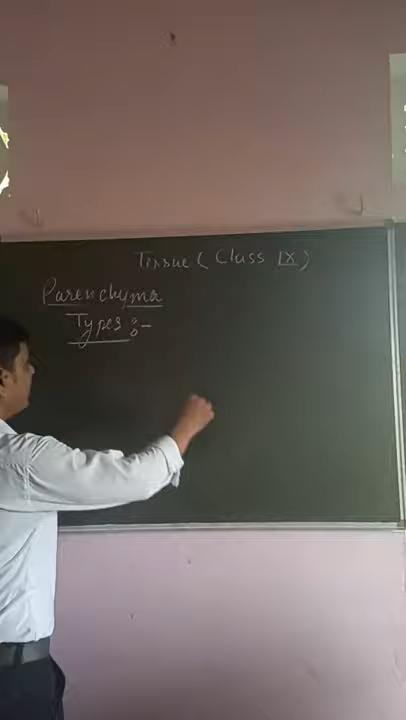 Tissue ( Class IX )
Parenchyma
Types :-